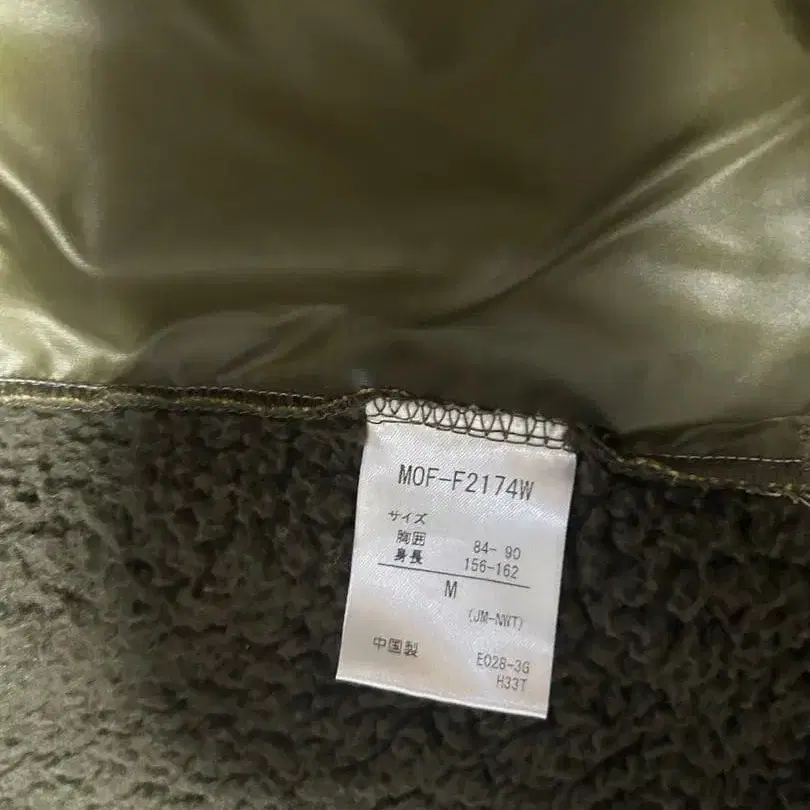 MOF-F2174W
サイズ
胸囲 84- 90
身長 156-162
M
(JM-NWT)
中国製 E028-3G
H33T